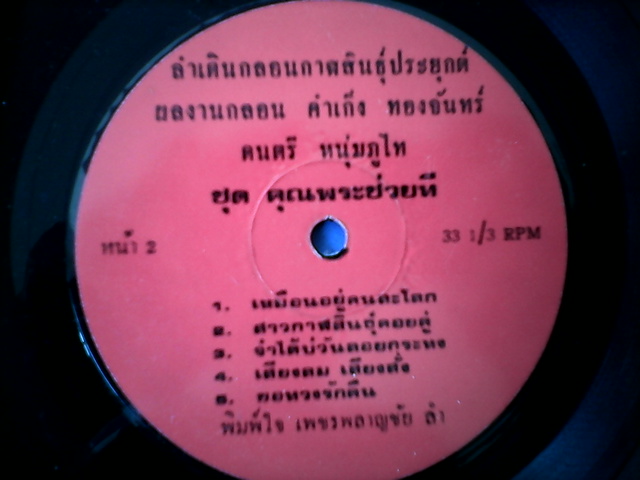 ลำเดินกลอนกาฬสินธุ์ประยุกต์
ผลงานกลอน คำเก็ง ทองจันทร์
ดนตรี หนุ่มภูไท
ชุด คุณพระช่วยที
หน้า 2
33 1/3 RPM
1. เหมือนอยู่คนละโลก
2. สาวกาฬสินธุ์คอยคู่
3. จำได้บ่วันลอยกระทง
4. เคียงคม เคียงคั่ง
5. ขอทวงรักคืน
พิมพ์ใจ เพชรพลาญชัย ลำ